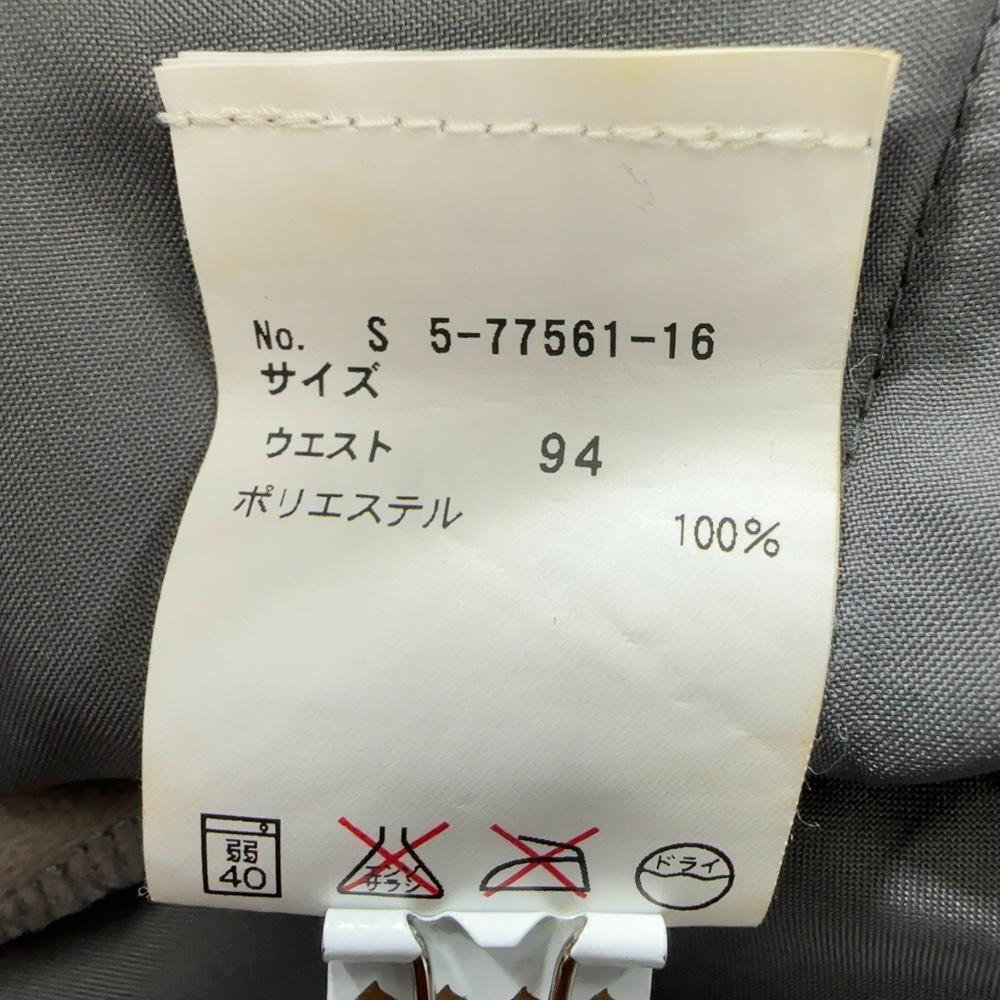 No. S 5-77561-16
サイズ
ウエスト 94
ポリエステル 100%
弱
40
エンソ
サラシ
ドライ